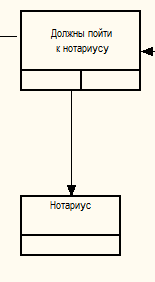 Должны пойти
к нотариусу
Нотариус